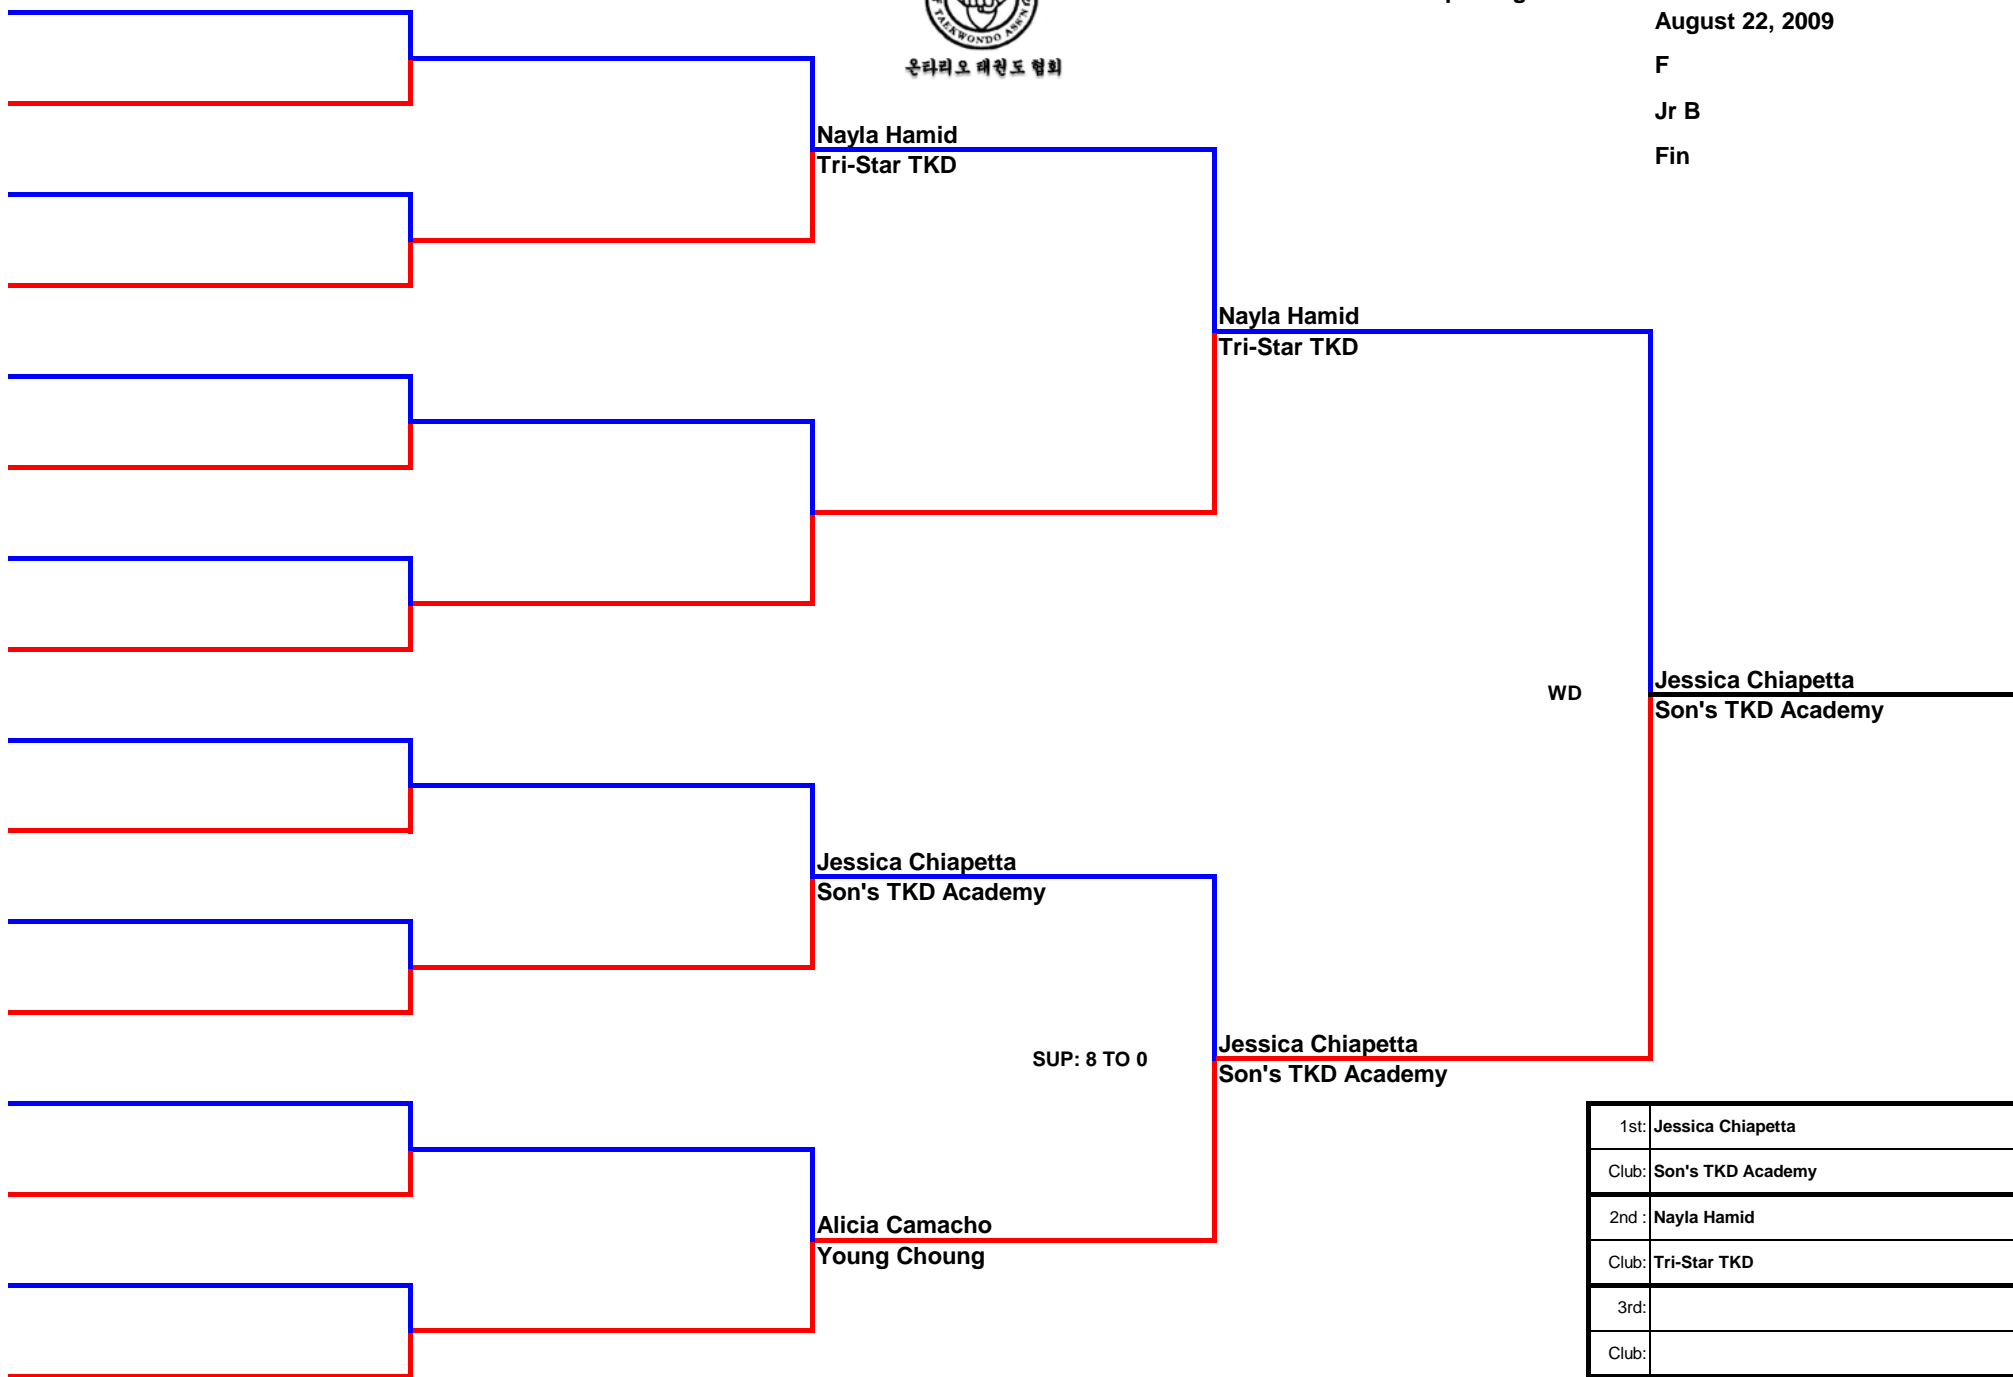 TAEKWONDO ASS'N
온타리오 태권도 협회
August 22, 2009
F
Jr B
Fin
Nayla Hamid
Tri-Star TKD
Nayla Hamid
Tri-Star TKD
WD
Jessica Chiapetta
Son's TKD Academy
Jessica Chiapetta
Son's TKD Academy
SUP: 8 TO 0
Jessica Chiapetta
Son's TKD Academy
Alicia Camacho
Young Choung
1st: Jessica Chiapetta
Club: Son's TKD Academy
2nd : Nayla Hamid
Club: Tri-Star TKD
3rd:
Club: